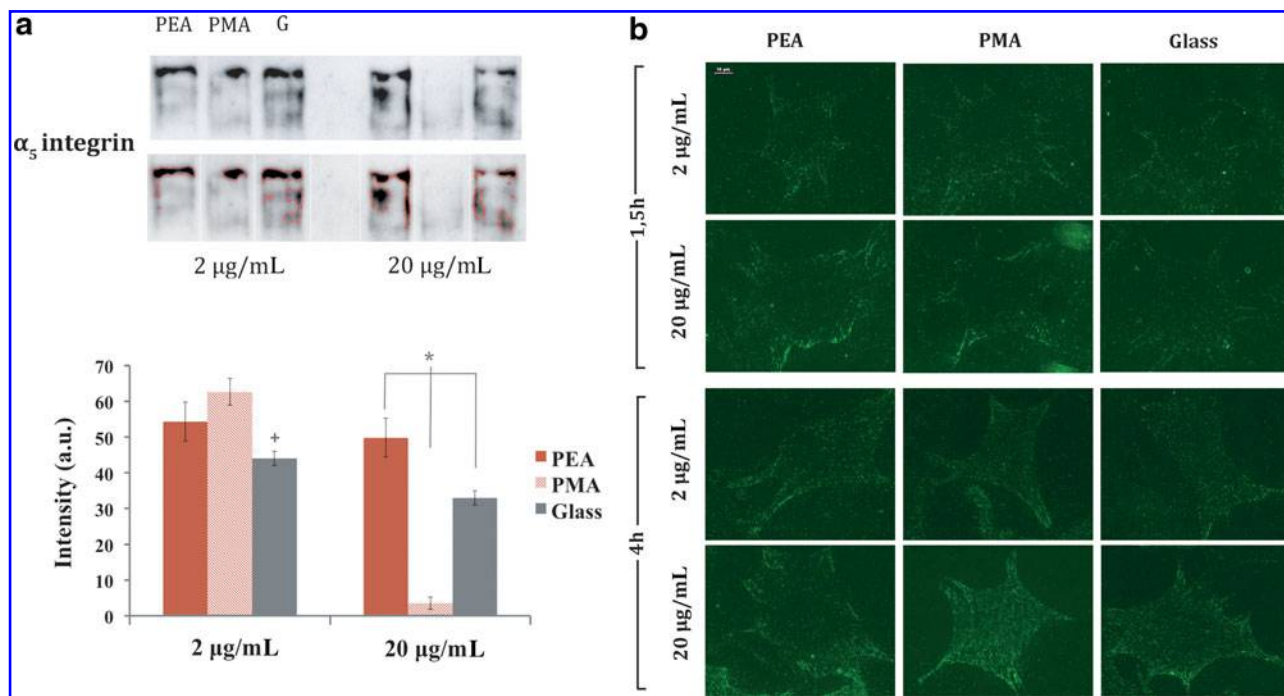 a
PEA PMA G
α5 integrin
2 μg/mL 20 μg/mL
70
60
50
40
30
20
10
0
Intensity (a.u.)
+
*
PEA
PMA
Glass
2 μg/mL 20 μg/mL
b
PEA PMA Glass
1,5h
2 μg/mL
20 μg/mL
4h
2 μg/mL
20 μg/mL